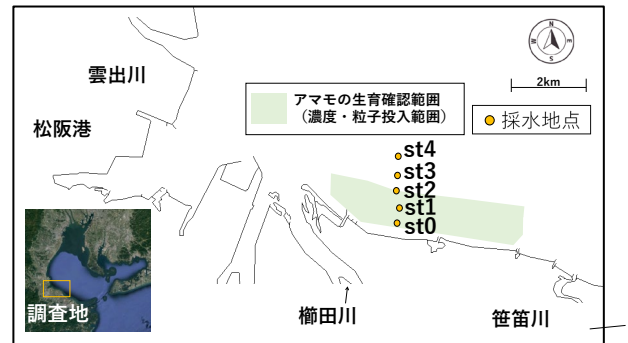 雲出川
松阪港
アマモの生育確認範囲
(濃度・粒子投入範囲)
N
W
E
S
2km
採水地点
st4
st3
st2
st1
st0
調査地
櫛田川
笹笛川